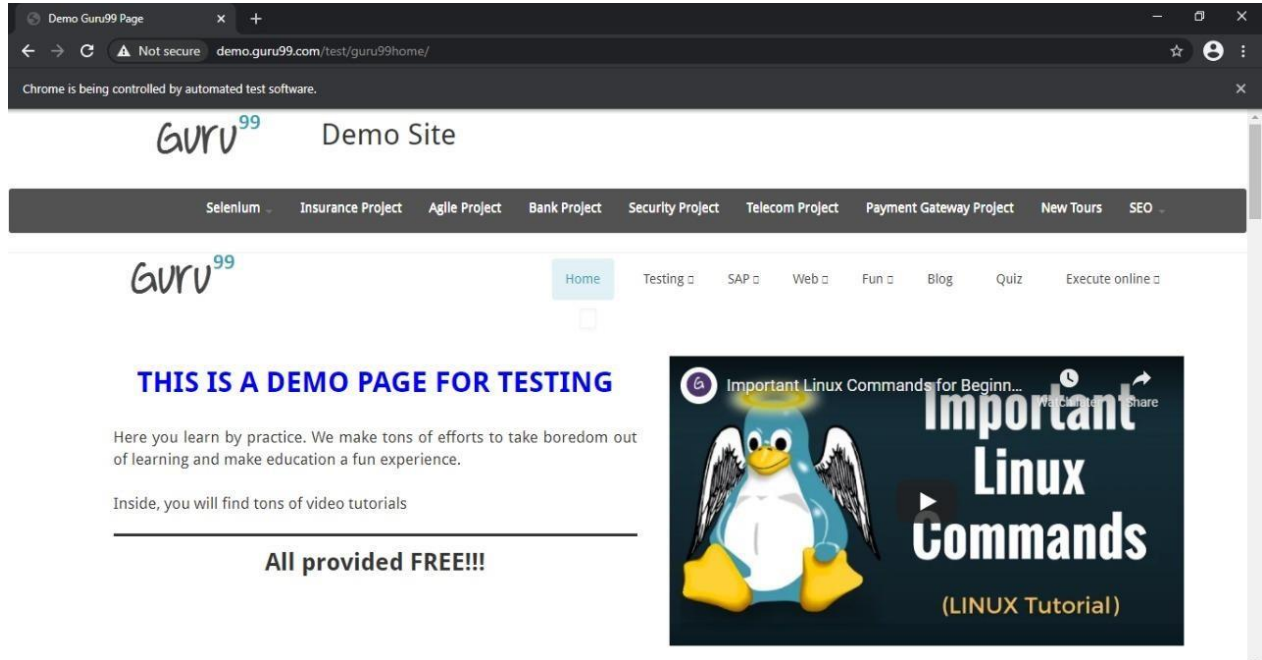 Demo Guru99 Page
Not secure demo.guru99.com/test/guru99home/
Chrome is being controlled by automated test software.
Guru99 Demo Site
Selenium Insurance Project Agile Project Bank Project Security Project Telecom Project Payment Gateway Project New Tours SEO
Guru99 Home Testing SAP Web Fun Blog Quiz Execute online
THIS IS A DEMO PAGE FOR TESTING
Here you learn by practice. We make tons of efforts to take boredom out
of learning and make education a fun experience.
Inside, you will find tons of video tutorials
All provided FREE!!!
G Important Linux Commands for Beginn...
Watch later Share
Important
Linux
Commands
(LINUX Tutorial)